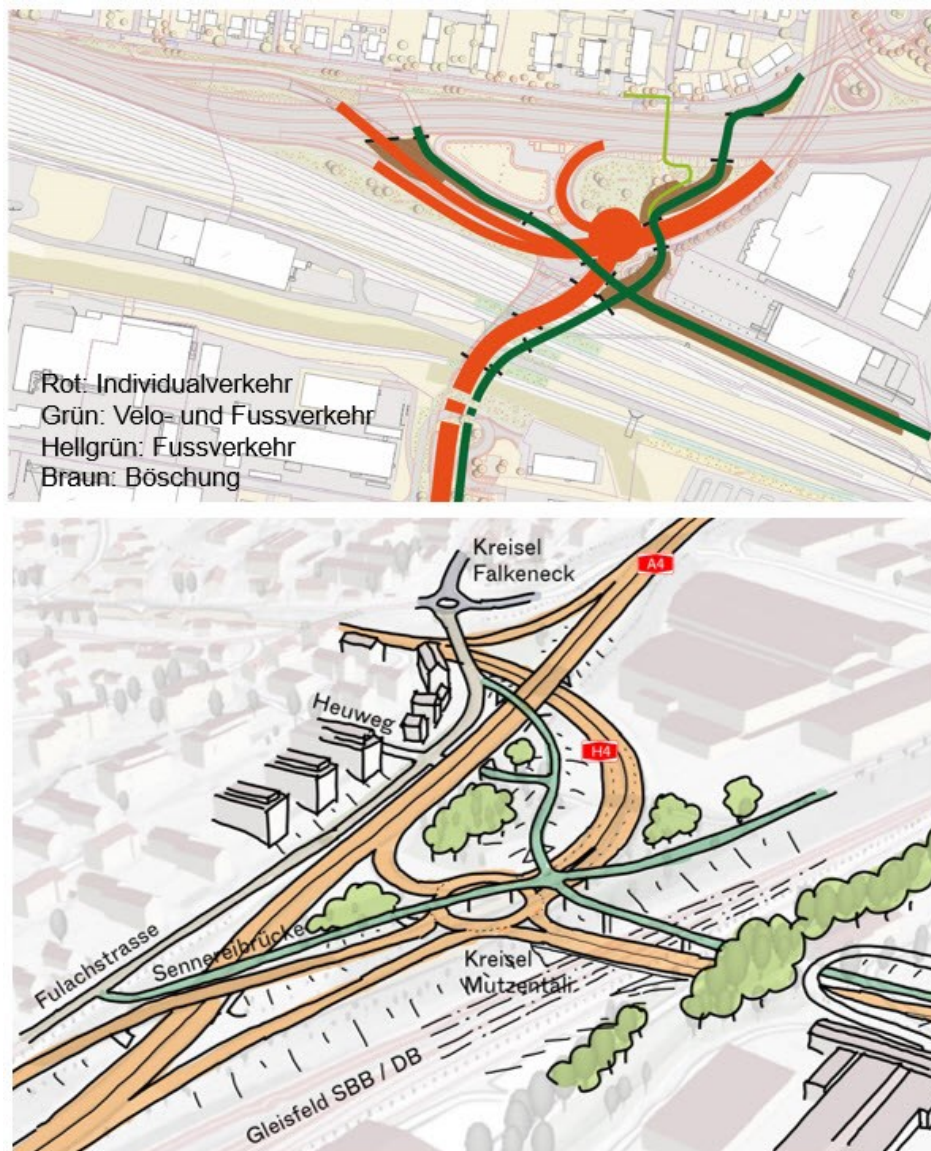 Rot: Individualverkehr
Grün: Velo- und Fussverkehr
Hellgrün: Fussverkehr
Braun: Böschung
Kreisel
Falkeneck
A4
Heuweg
H4
Fulachstrasse
Sennereibrücke
Kreisel
Mutzentäli
Gleisfeld SBB / DB